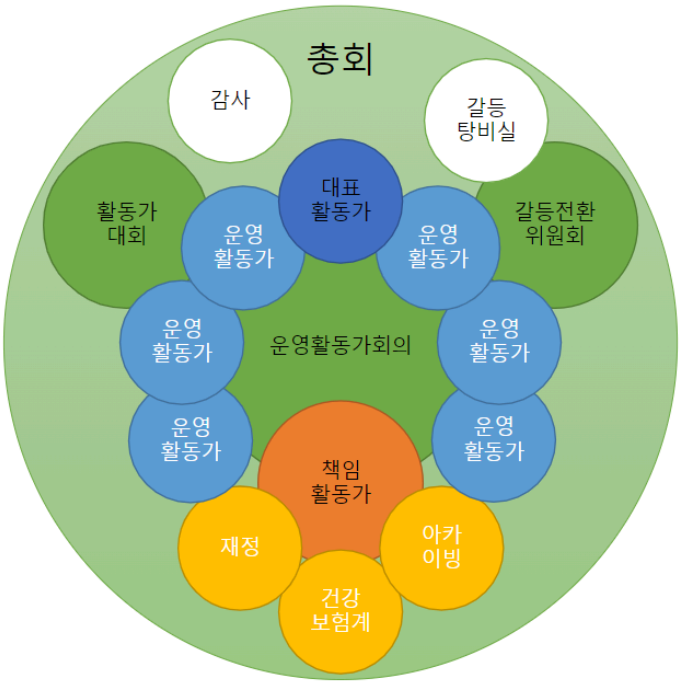 총회
감사
갈등
탕비실
대표
활동가
활동가
대회
갈등전환
위원회
운영
활동가
운영
활동가
운영
활동가
운영활동가회의
운영
활동가
운영
활동가
운영
활동가
책임
활동가
재정
아카
이빙
건강
보험계